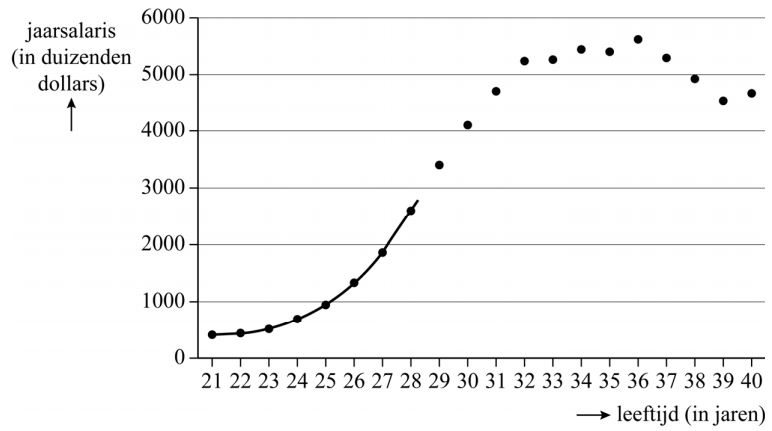 jaarsalaris
(in duizenden
dollars)
6000
5000
4000
3000
2000
1000
0
21 22 23 24 25 26 27 28 29 30 31 32 33 34 35 36 37 38 39 40
leeftijd (in jaren)